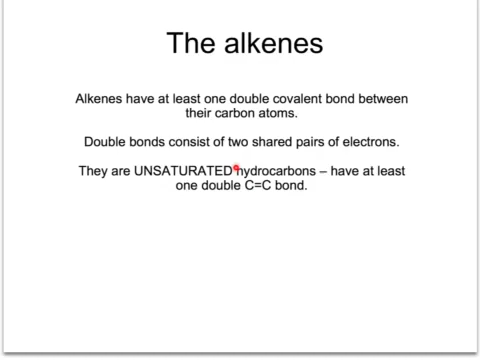 The alkenes
Alkenes have at least one double covalent bond between
their carbon atoms.
Double bonds consist of two shared pairs of electrons.
They are UNSATURATED hydrocarbons – have at least
one double C=C bond.